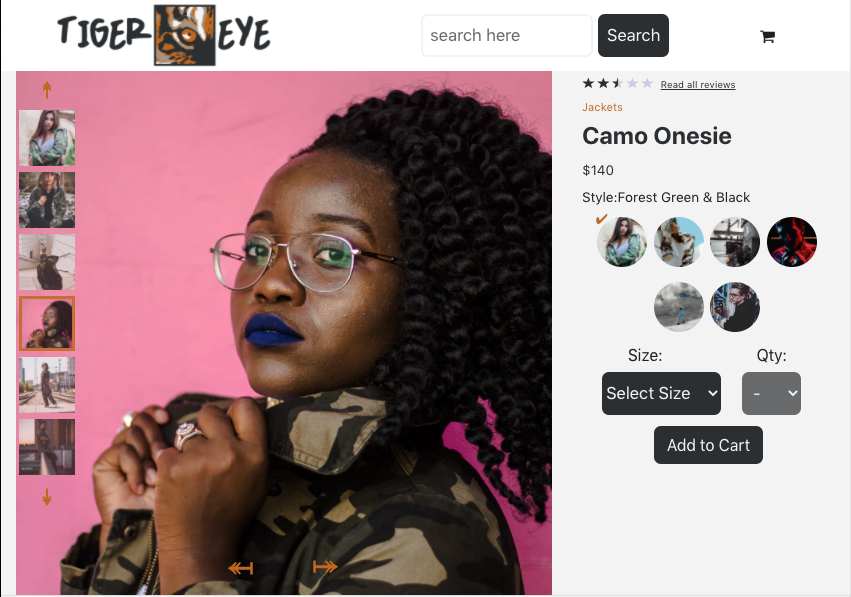 TIGER EYE
search here
Search
Read all reviews
Jackets
Camo Onesie
$140
Style:Forest Green & Black
Size:
Qty:
Select Size
-
Add to Cart